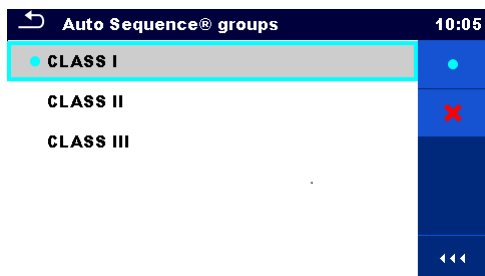 Auto Sequence® groups 10:05
CLASS I
CLASS II
CLASS III